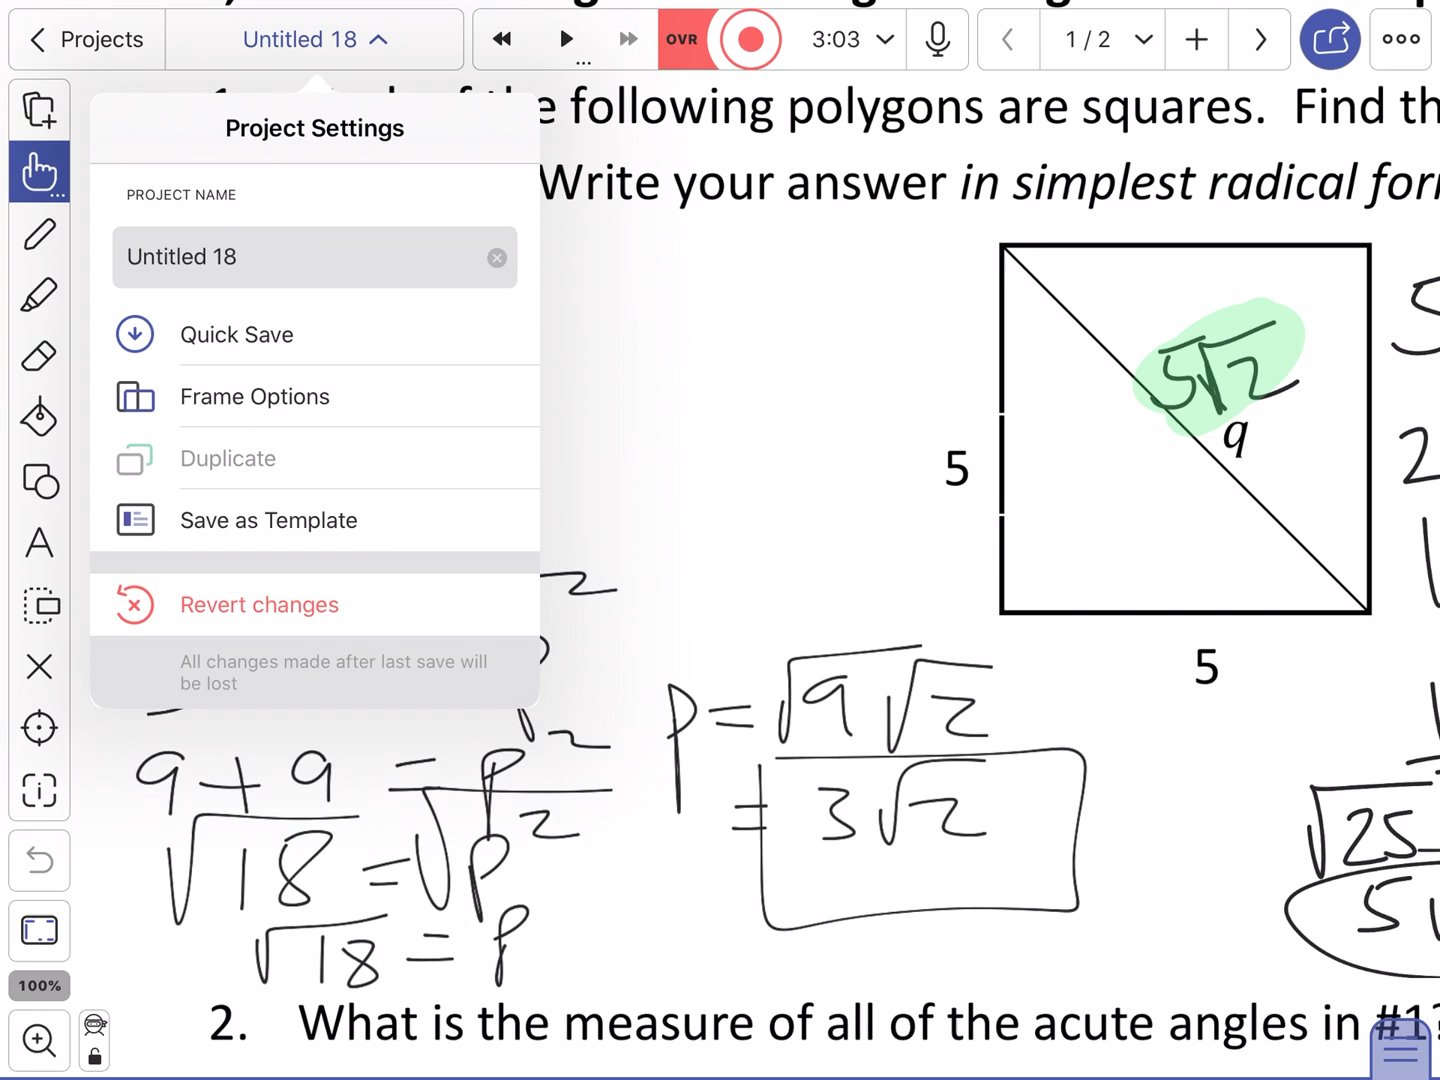 Projects
Untitled 18
OVR
3:03
1 / 2
Project Settings
PROJECT NAME
Untitled 18
Quick Save
Frame Options
Duplicate
Save as Template
Revert changes
All changes made after last save will
be lost
100%
the following polygons are squares. Find th
Write your answer in simplest radical for
5√2
q
5
5
9 + 9 = p²
√18 = √p²
√18 = p
p = √9 √2
= 3√2
√25
5
2. What is the measure of all of the acute angles in #1?